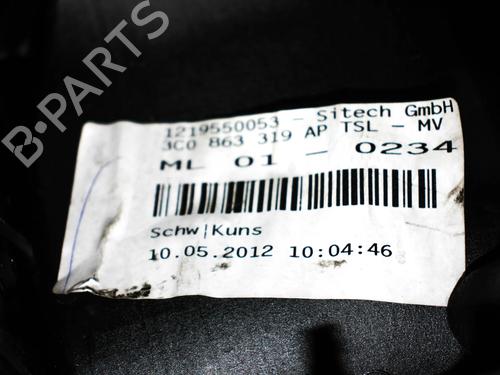 B-PARTS
1219550053 - Sitech GmbH
3C0 863 319 AP TSL - MV
ML 01 - 0234
Schw|Kuns
10.05.2012 10:04:46